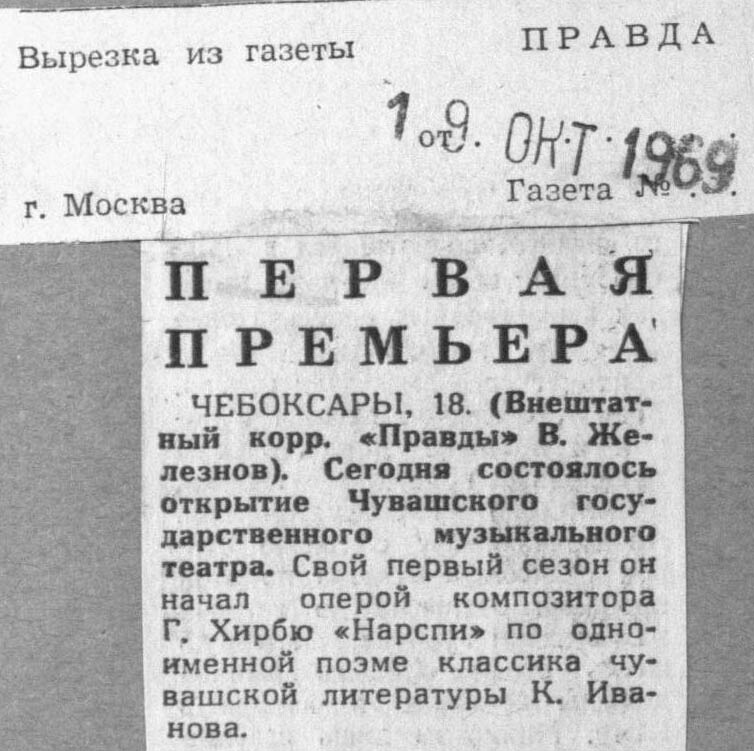 Вырезка из газеты ПРАВДА
19 от . ОКТ. 1969
г. Москва Газета № . .
ПЕРВАЯ
ПРЕМЬЕРА
ЧЕБОКСАРЫ, 18. (Внештат-
ный корр. «Правды» В. Же-
лезнов). Сегодня состоялось
открытие Чувашского госу-
дарственного музыкального
театра. Свой первый сезон он
начал оперой композитора
Г. Хирбю «Нарспи» по одно-
именной поэме классика чу-
вашской литературы К. Ива-
нова.